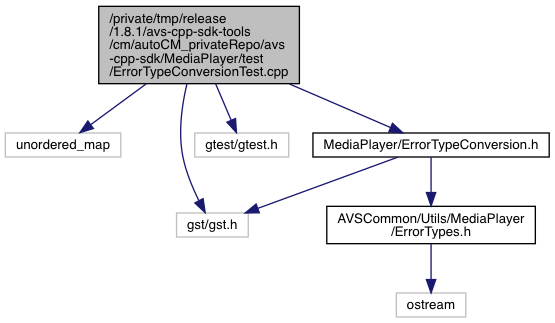 /private/tmp/release
/1.8.1/avs-cpp-sdk-tools
/cm/autoCM_privateRepo/avs
-cpp-sdk/MediaPlayer/test
/ErrorTypeConversionTest.cpp
unordered_map
gtest/gtest.h
MediaPlayer/ErrorTypeConversion.h
gst/gst.h
AVSCommon/Utils/MediaPlayer
/ErrorTypes.h
ostream